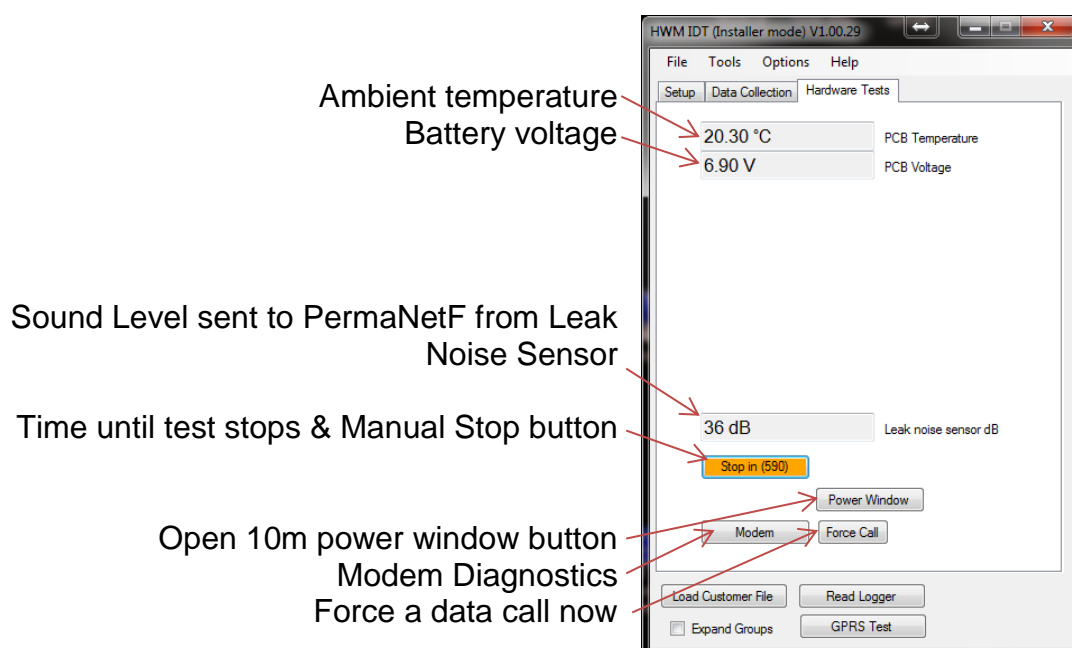 HWM IDT (Installer mode) V1.00.29
File Tools Options Help
Setup Data Collection Hardware Tests
Ambient temperature
20.30 °C PCB Temperature
Battery voltage
6.90 V PCB Voltage
Sound Level sent to PermaNetF from Leak
Noise Sensor
36 dB Leak noise sensor dB
Time until test stops & Manual Stop button
Stop in (590)
Power Window
Open 10m power window button
Modem Force Call
Modem Diagnostics
Force a data call now
Load Customer File Read Logger
Expand Groups GPRS Test